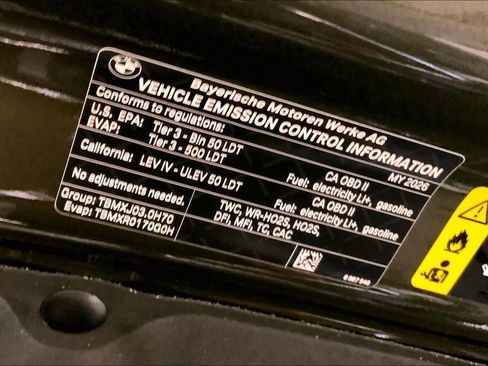 BMW
Bayerische Motoren Werke AG
VEHICLE EMISSION CONTROL INFORMATION
Conforms to regulations: MY 2026
U.S. EPA: Tier 3 - Bin 50 LDT CA OBD II
EVAP: Tier 3 - 500 LDT Fuel: electricity Li+, gasoline
California: LEV IV - ULEV 50 LDT CA OBD II
Fuel: electricity Li+, gasoline
No adjustments needed. TWC, WR-HO2S, HO2S,
Group: TBMXJ03.0H70 DFI, MFI, TC, CAC
Evap: TBMXR0170G0H